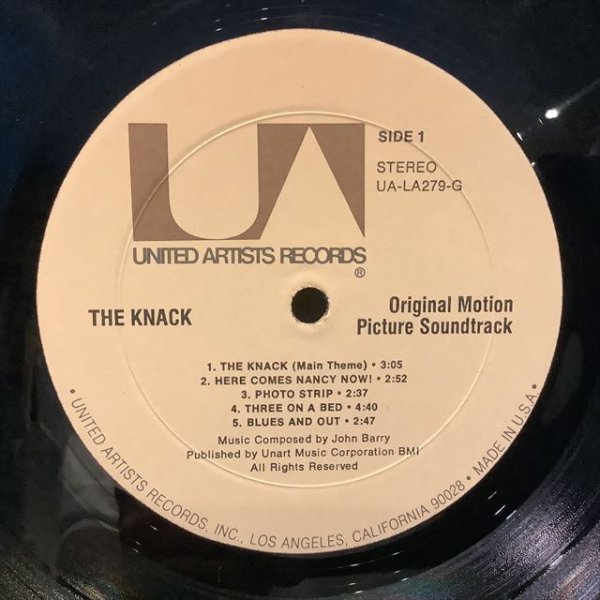 UA
SIDE 1
STEREO
UA-LA279-G
UNITED ARTISTS RECORDS
®
THE KNACK
Original Motion
Picture Soundtrack
1. THE KNACK (Main Theme) • 3:05
2. HERE COMES NANCY NOW! • 2:52
3. PHOTO STRIP • 2:37
4. THREE ON A BED • 4:40
5. BLUES AND OUT • 2:47
Music Composed by John Barry
Published by Unart Music Corporation BMI
All Rights Reserved
• UNITED ARTISTS RECORDS, INC., LOS ANGELES, CALIFORNIA 90028 • MADE IN U.S.A. •